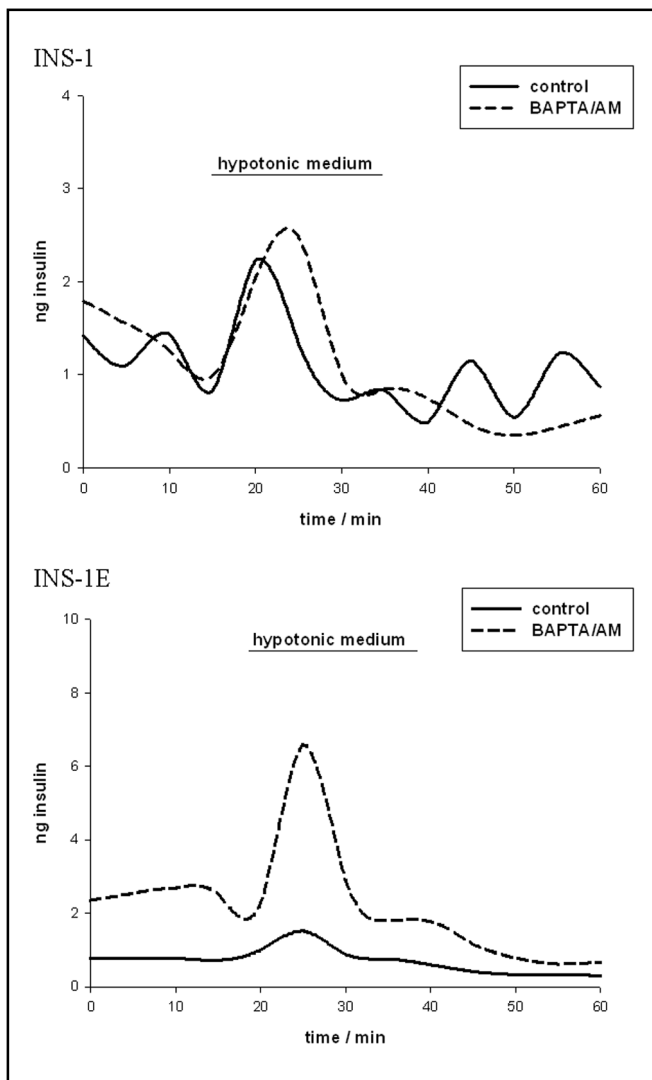 INS-1
control
BAPTA/AM
hypotonic medium
4
3
2
1
0
ng insulin
0 10 20 30 40 50 60
time / min
INS-1E
control
BAPTA/AM
hypotonic medium
10
8
6
4
2
0
ng insulin
0 10 20 30 40 50 60
time / min